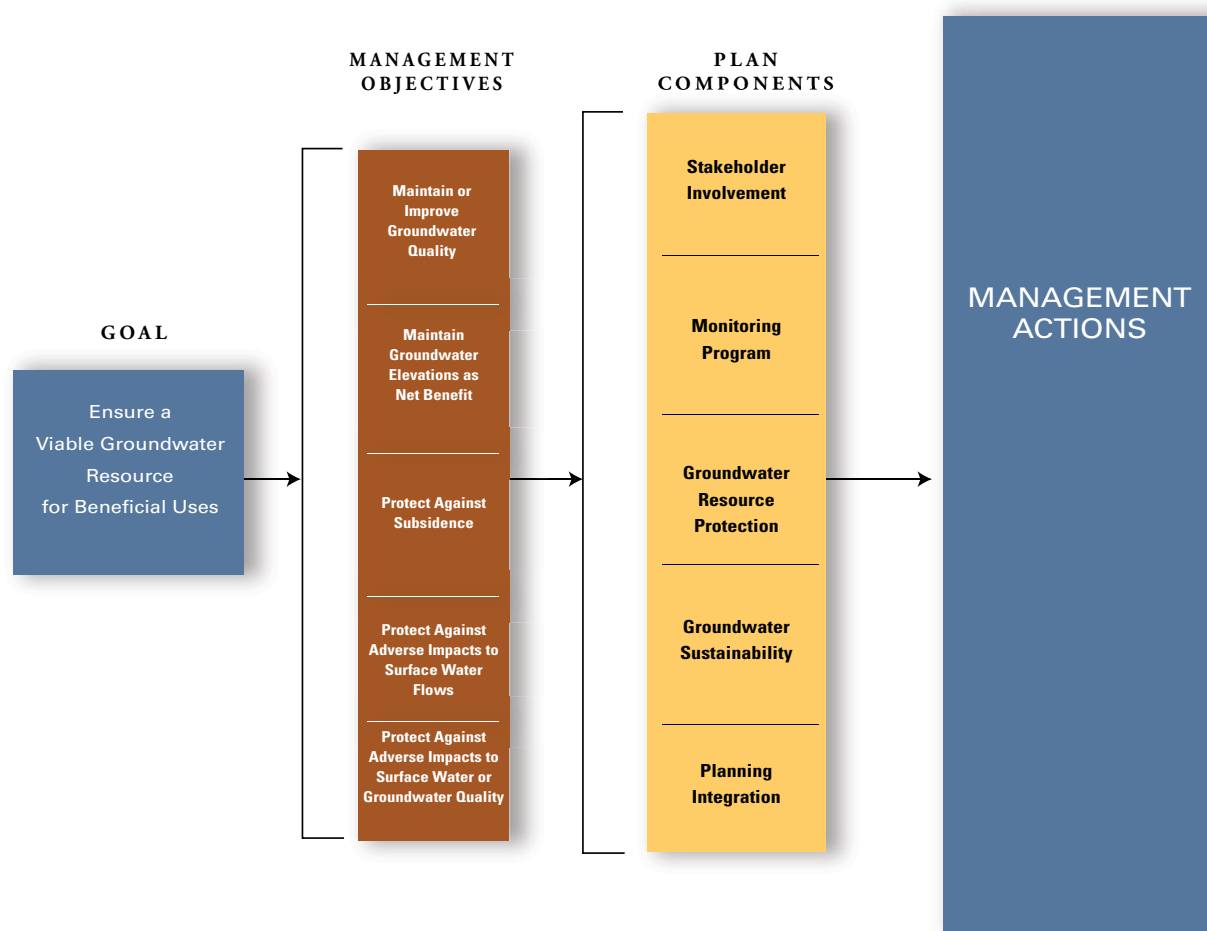 GOAL
Ensure a
Viable Groundwater
Resource
for Beneficial Uses
MANAGEMENT
OBJECTIVES
Maintain or
Improve
Groundwater
Quality
Maintain
Groundwater
Elevations as
Net Benefit
Protect Against
Subsidence
Protect Against
Adverse Impacts to
Surface Water
Flows
Protect Against
Adverse Impacts to
Surface Water or
Groundwater Quality
PLAN
COMPONENTS
Stakeholder
Involvement
Monitoring
Program
Groundwater
Resource
Protection
Groundwater
Sustainability
Planning
Integration
MANAGEMENT
ACTIONS